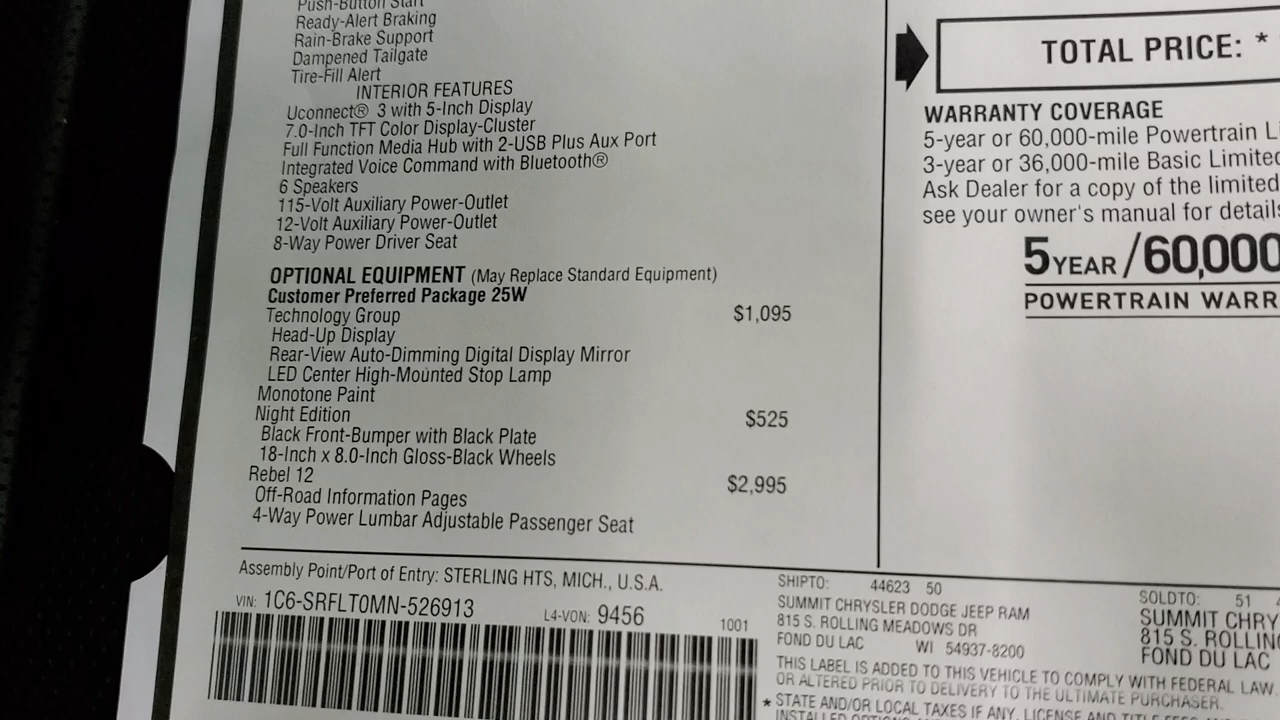 Push-Button Start
Ready-Alert Braking
Rain-Brake Support
Dampened Tailgate
Tire-Fill Alert
INTERIOR FEATURES
Uconnect® 3 with 5-Inch Display
7.0-Inch TFT Color Display-Cluster
Full Function Media Hub with 2-USB Plus Aux Port
Integrated Voice Command with Bluetooth®
6 Speakers
115-Volt Auxiliary Power-Outlet
12-Volt Auxiliary Power-Outlet
8-Way Power Driver Seat
OPTIONAL EQUIPMENT (May Replace Standard Equipment)
Customer Preferred Package 25W
Technology Group $1,095
Head-Up Display
Rear-View Auto-Dimming Digital Display Mirror
LED Center High-Mounted Stop Lamp
Monotone Paint
Night Edition $525
Black Front-Bumper with Black Plate
18-Inch x 8.0-Inch Gloss-Black Wheels
Rebel 12 $2,995
Off-Road Information Pages
4-Way Power Lumbar Adjustable Passenger Seat
TOTAL PRICE: *
WARRANTY COVERAGE
5-year or 60,000-mile Powertrain L
3-year or 36,000-mile Basic Limited
Ask Dealer for a copy of the limited
see your owner's manual for details
5YEAR/60,000
POWERTRAIN WARR
Assembly Point/Port of Entry: STERLING HTS, MICH., U.S.A.
VIN: 1C6-SRFLT0MN-526913 L4-VON: 9456
1001
SHIPTO: 44623 50
SUMMIT CHRYSLER DODGE JEEP RAM
815 S. ROLLING MEADOWS DR
FOND DU LAC WI 54937-8200
SOLDTO: 51
SUMMIT CHRY
815 S. ROLLING
FOND DU LAC
THIS LABEL IS ADDED TO THIS VEHICLE TO COMPLY WITH FEDERAL LAW.
OR ALTERED PRIOR TO DELIVERY TO THE ULTIMATE PURCHASER.
* STATE AND/OR LOCAL TAXES IF ANY, LICENSE AND TITLE
INSTALLED